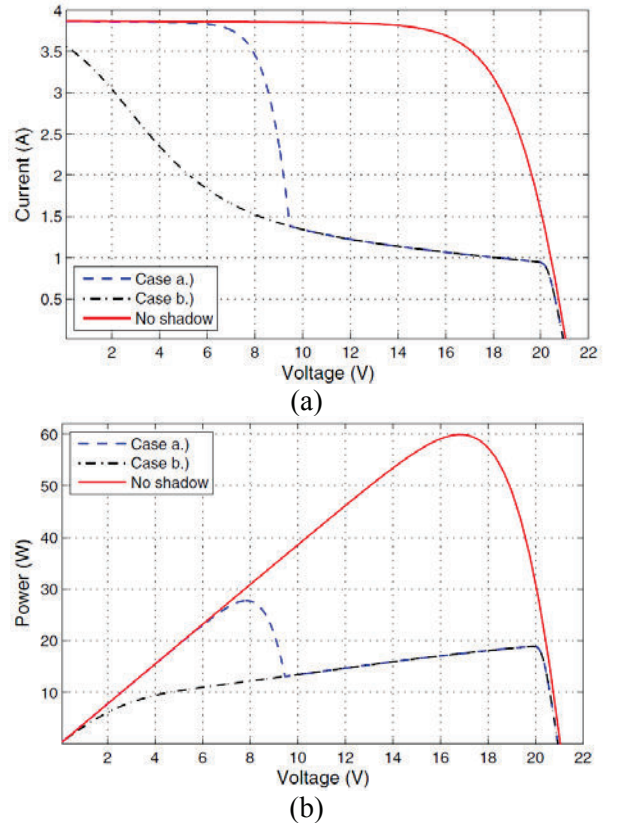 4
3.5
3
2.5
2
1.5
1
0.5
Current (A)
Case a.)
Case b.)
No shadow
2 4 6 8 10 12 14 16 18 20 22
Voltage (V)
(a)
60
50
40
30
20
10
Power (W)
Case a.)
Case b.)
No shadow
2 4 6 8 10 12 14 16 18 20 22
Voltage (V)
(b)